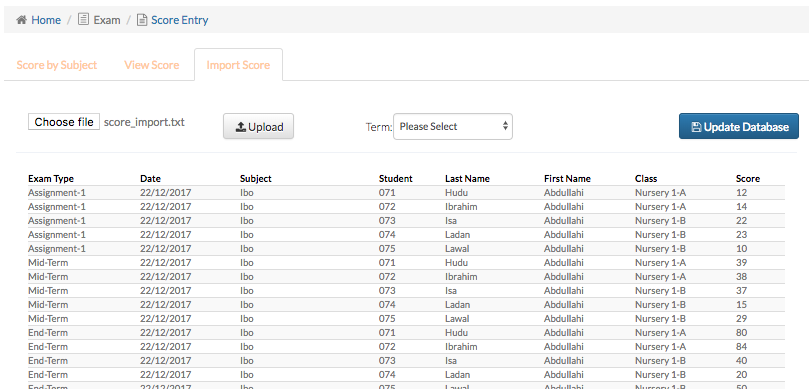 Home / Exam / Score Entry
Score by Subject View Score Import Score
Choose file score_import.txt Upload Term: Please Select Update Database
Exam Type Date Subject Student Last Name First Name Class Score
Assignment-1 22/12/2017 Ibo 071 Hudu Abdullahi Nursery 1-A 12
Assignment-1 22/12/2017 Ibo 072 Ibrahim Abdullahi Nursery 1-A 14
Assignment-1 22/12/2017 Ibo 073 Isa Abdullahi Nursery 1-B 22
Assignment-1 22/12/2017 Ibo 074 Ladan Abdullahi Nursery 1-B 23
Assignment-1 22/12/2017 Ibo 075 Lawal Abdullahi Nursery 1-B 10
Mid-Term 22/12/2017 Ibo 071 Hudu Abdullahi Nursery 1-A 39
Mid-Term 22/12/2017 Ibo 072 Ibrahim Abdullahi Nursery 1-A 38
Mid-Term 22/12/2017 Ibo 073 Isa Abdullahi Nursery 1-B 37
Mid-Term 22/12/2017 Ibo 074 Ladan Abdullahi Nursery 1-B 15
Mid-Term 22/12/2017 Ibo 075 Lawal Abdullahi Nursery 1-B 29
End-Term 22/12/2017 Ibo 071 Hudu Abdullahi Nursery 1-A 80
End-Term 22/12/2017 Ibo 072 Ibrahim Abdullahi Nursery 1-A 84
End-Term 22/12/2017 Ibo 073 Isa Abdullahi Nursery 1-B 40
End-Term 22/12/2017 Ibo 074 Ladan Abdullahi Nursery 1-B 20
End-Term 22/12/2017 Ibo 075 Lawal Abdullahi Nursery 1-B 50